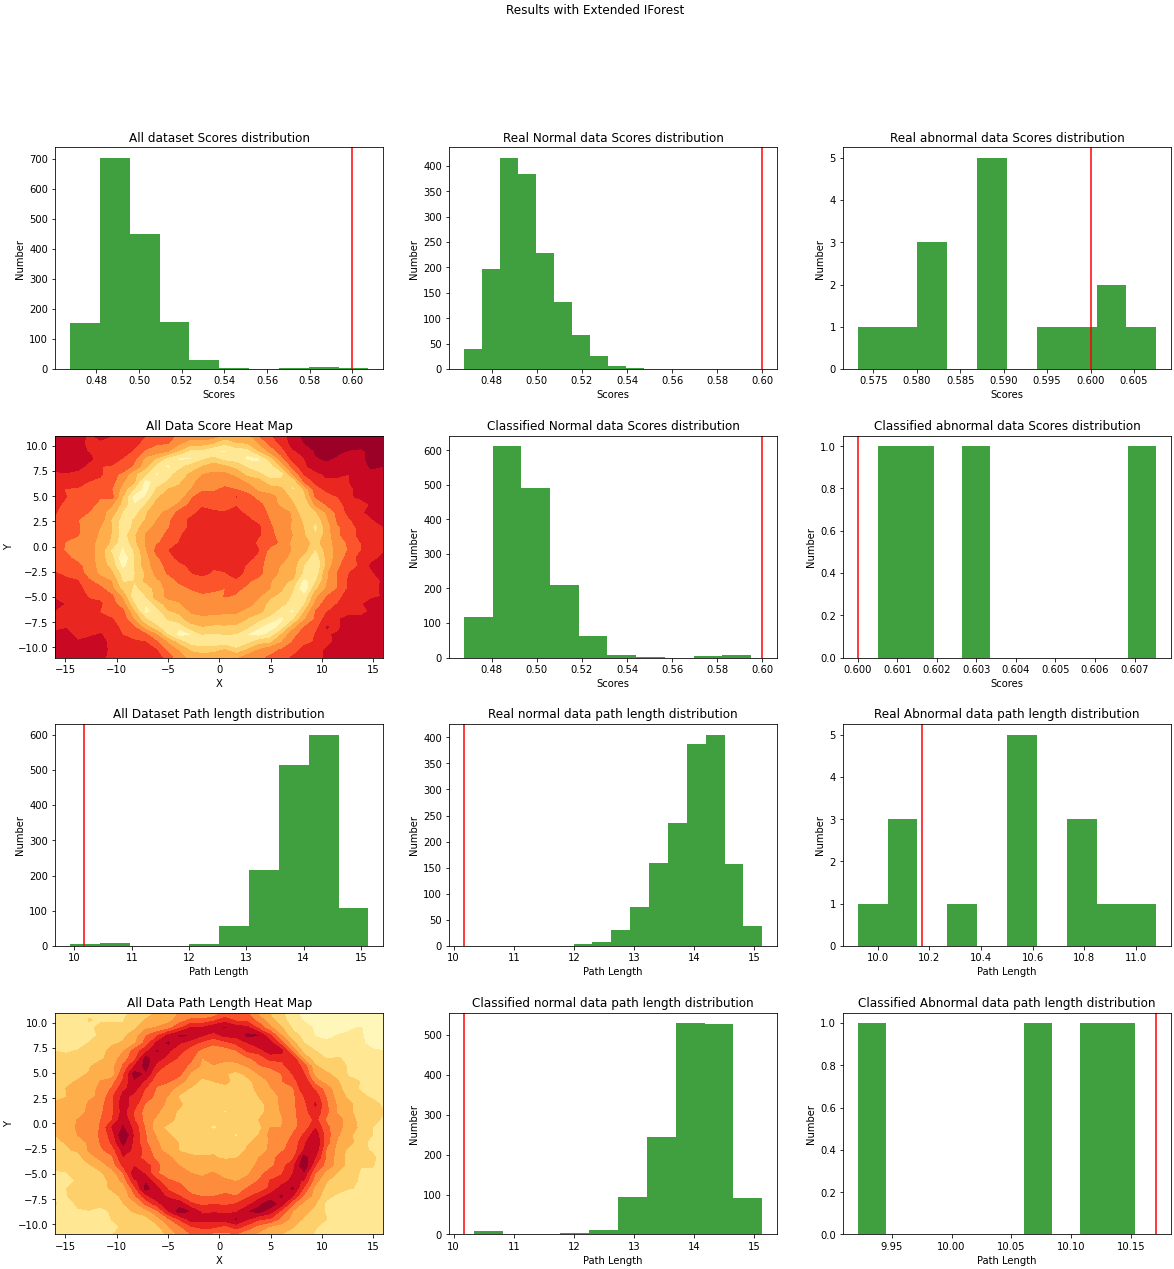 Results with Extended IForest
All dataset Scores distribution
Number
700
600
500
400
300
200
100
0
0.48 0.50 0.52 0.54 0.56 0.58 0.60
Scores
Real Normal data Scores distribution
Number
400
350
300
250
200
150
100
50
0
0.48 0.50 0.52 0.54 0.56 0.58 0.60
Scores
Real abnormal data Scores distribution
Number
5
4
3
2
1
0
0.575 0.580 0.585 0.590 0.595 0.600 0.605
Scores
All Data Score Heat Map
Y
10.0
7.5
5.0
2.5
0.0
−2.5
−5.0
−7.5
−10.0
−15 −10 −5 0 5 10 15
X
Classified Normal data Scores distribution
Number
600
500
400
300
200
100
0
0.48 0.50 0.52 0.54 0.56 0.58 0.60
Scores
Classified abnormal data Scores distribution
Number
1.0
0.8
0.6
0.4
0.2
0.0
0.600 0.601 0.602 0.603 0.604 0.605 0.606 0.607
Scores
All Dataset Path length distribution
Number
600
500
400
300
200
100
0
10 11 12 13 14 15
Path Length
Real normal data path length distribution
Number
400
350
300
250
200
150
100
50
0
10 11 12 13 14 15
Path Length
Real Abnormal data path length distribution
Number
5
4
3
2
1
0
10.0 10.2 10.4 10.6 10.8 11.0
Path Length
All Data Path Length Heat Map
Y
10.0
7.5
5.0
2.5
0.0
−2.5
−5.0
−7.5
−10.0
−15 −10 −5 0 5 10 15
X
Classified normal data path length distribution
Number
500
400
300
200
100
0
10 11 12 13 14 15
Path Length
Classified Abnormal data path length distribution
Number
1.0
0.8
0.6
0.4
0.2
0.0
9.95 10.00 10.05 10.10 10.15
Path Length